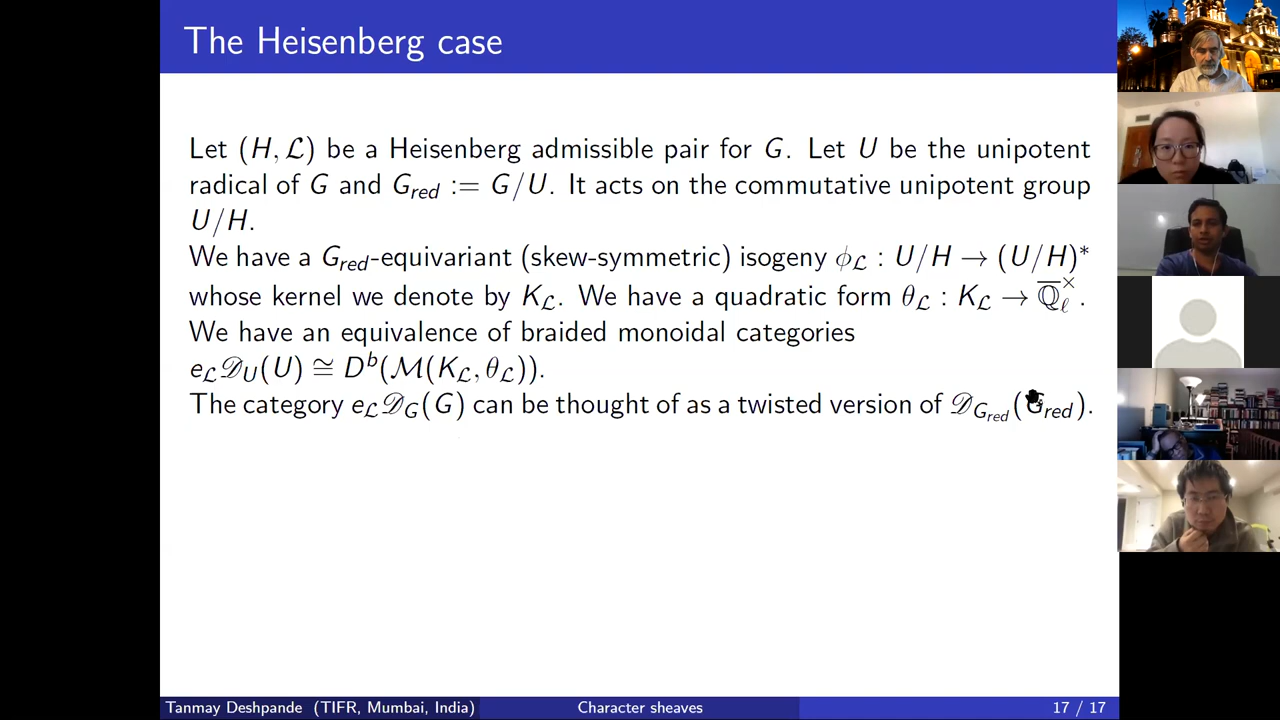 The Heisenberg case
Let (H, ℒ) be a Heisenberg admissible pair for G. Let U be the unipotent
radical of G and G_red := G/U. It acts on the commutative unipotent group
U/H.
We have a G_red-equivariant (skew-symmetric) isogeny ϕ_ℒ : U/H → (U/H)*
whose kernel we denote by K_ℒ. We have a quadratic form θ_ℒ : K_ℒ → ℚ̅_ℓ^×.
We have an equivalence of braided monoidal categories
e_ℒ𝒟_U(U) ≅ D^b(ℳ(K_ℒ, θ_ℒ)).
The category e_ℒ𝒟_G(G) can be thought of as a twisted version of 𝒟_{G_red}(G_red).
Tanmay Deshpande (TIFR, Mumbai, India) Character sheaves 17 / 17